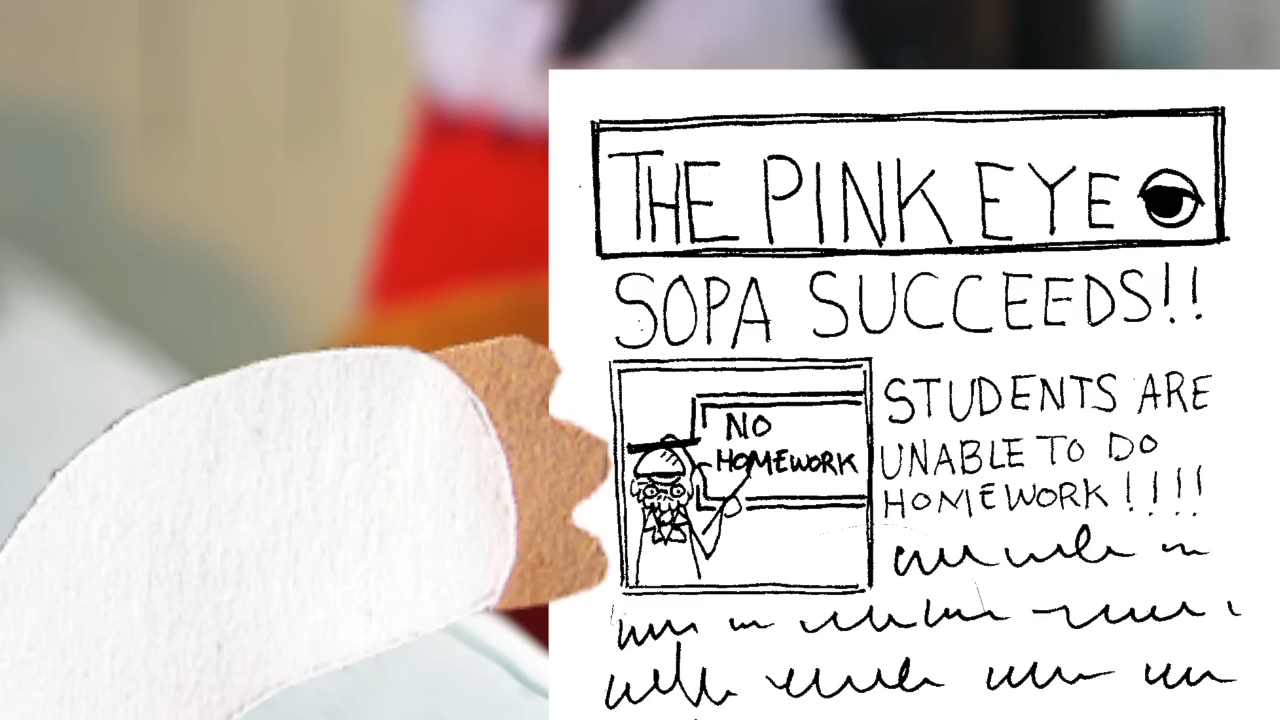 THE PINK EYE
SOPA SUCCEEDS!!
NO
HOMEWORK
STUDENTS ARE
UNABLE TO DO
HOMEWORK!!!!